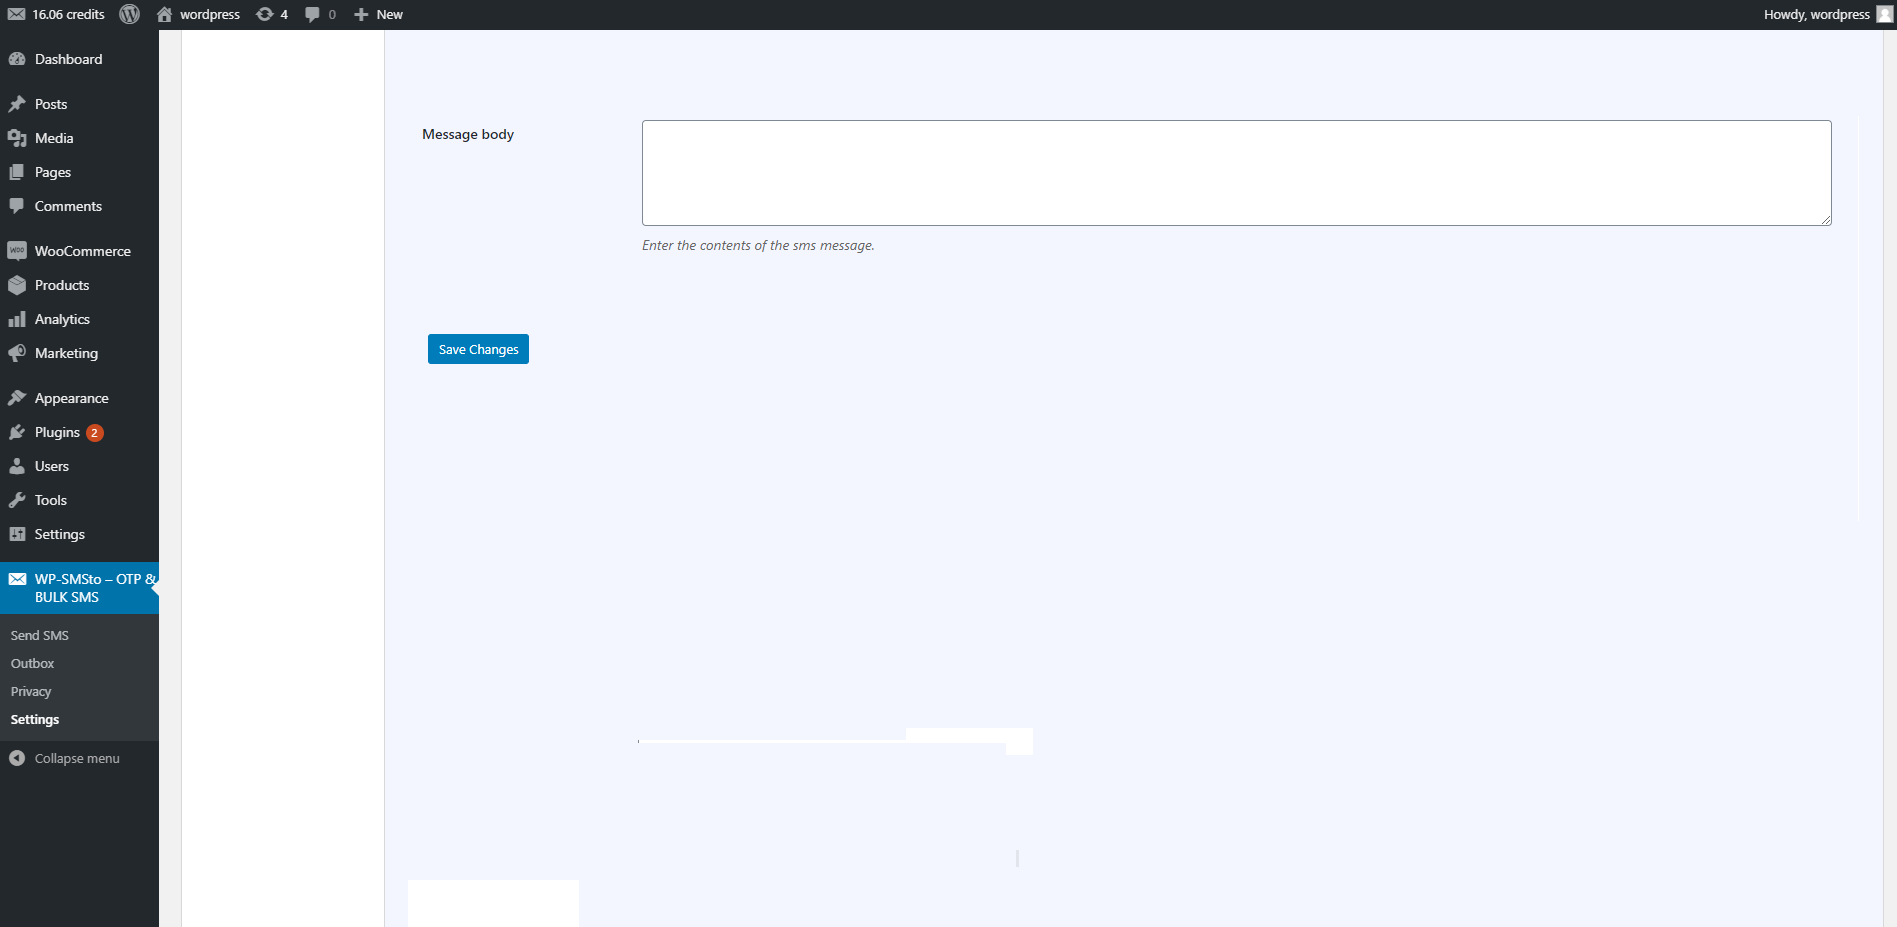 16.06 credits
wordpress
4
0
New
Howdy, wordpress
Dashboard
Posts
Media
Pages
Comments
WooCommerce
Products
Analytics
Marketing
Appearance
Plugins 2
Users
Tools
Settings
WP-SMSto – OTP &
BULK SMS
Send SMS
Outbox
Privacy
Settings
Collapse menu
Message body
Enter the contents of the sms message.
Save Changes